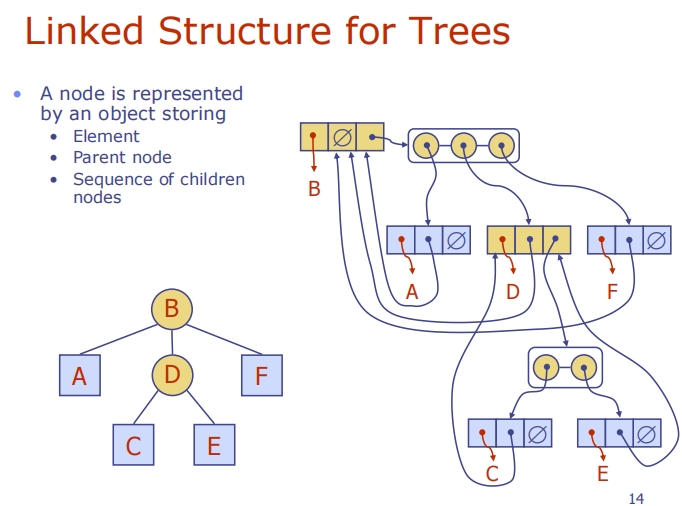 Linked Structure for Trees
• A node is represented
by an object storing
• Element
• Parent node
• Sequence of children
nodes
∅
B
∅
∅
A
D
F
B
A
D
F
C
E
∅
∅
C
E
14